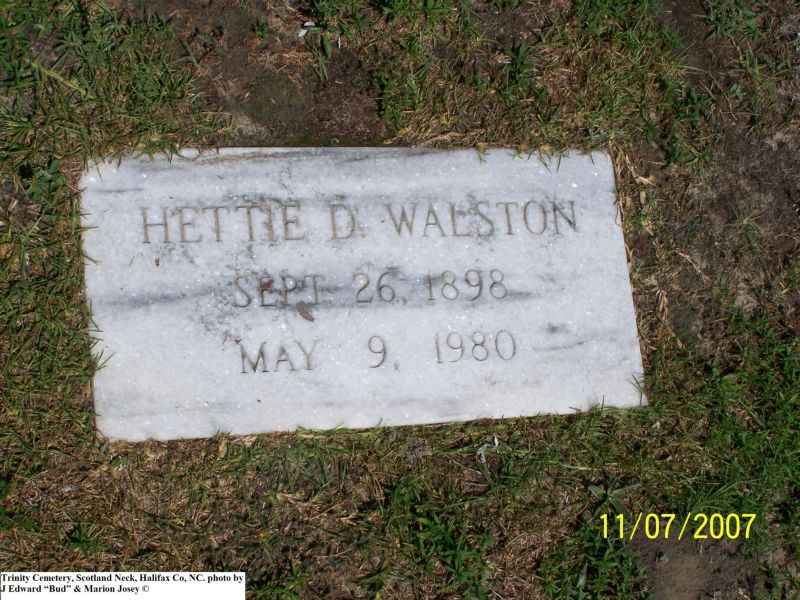 HETTIE D. WALSTON
SEPT. 26, 1898
MAY 9, 1980
11/07/2007
Trinity Cemetery, Scotland Neck, Halifax Co, NC. photo by
J Edward “Bud” & Marion Josey ©